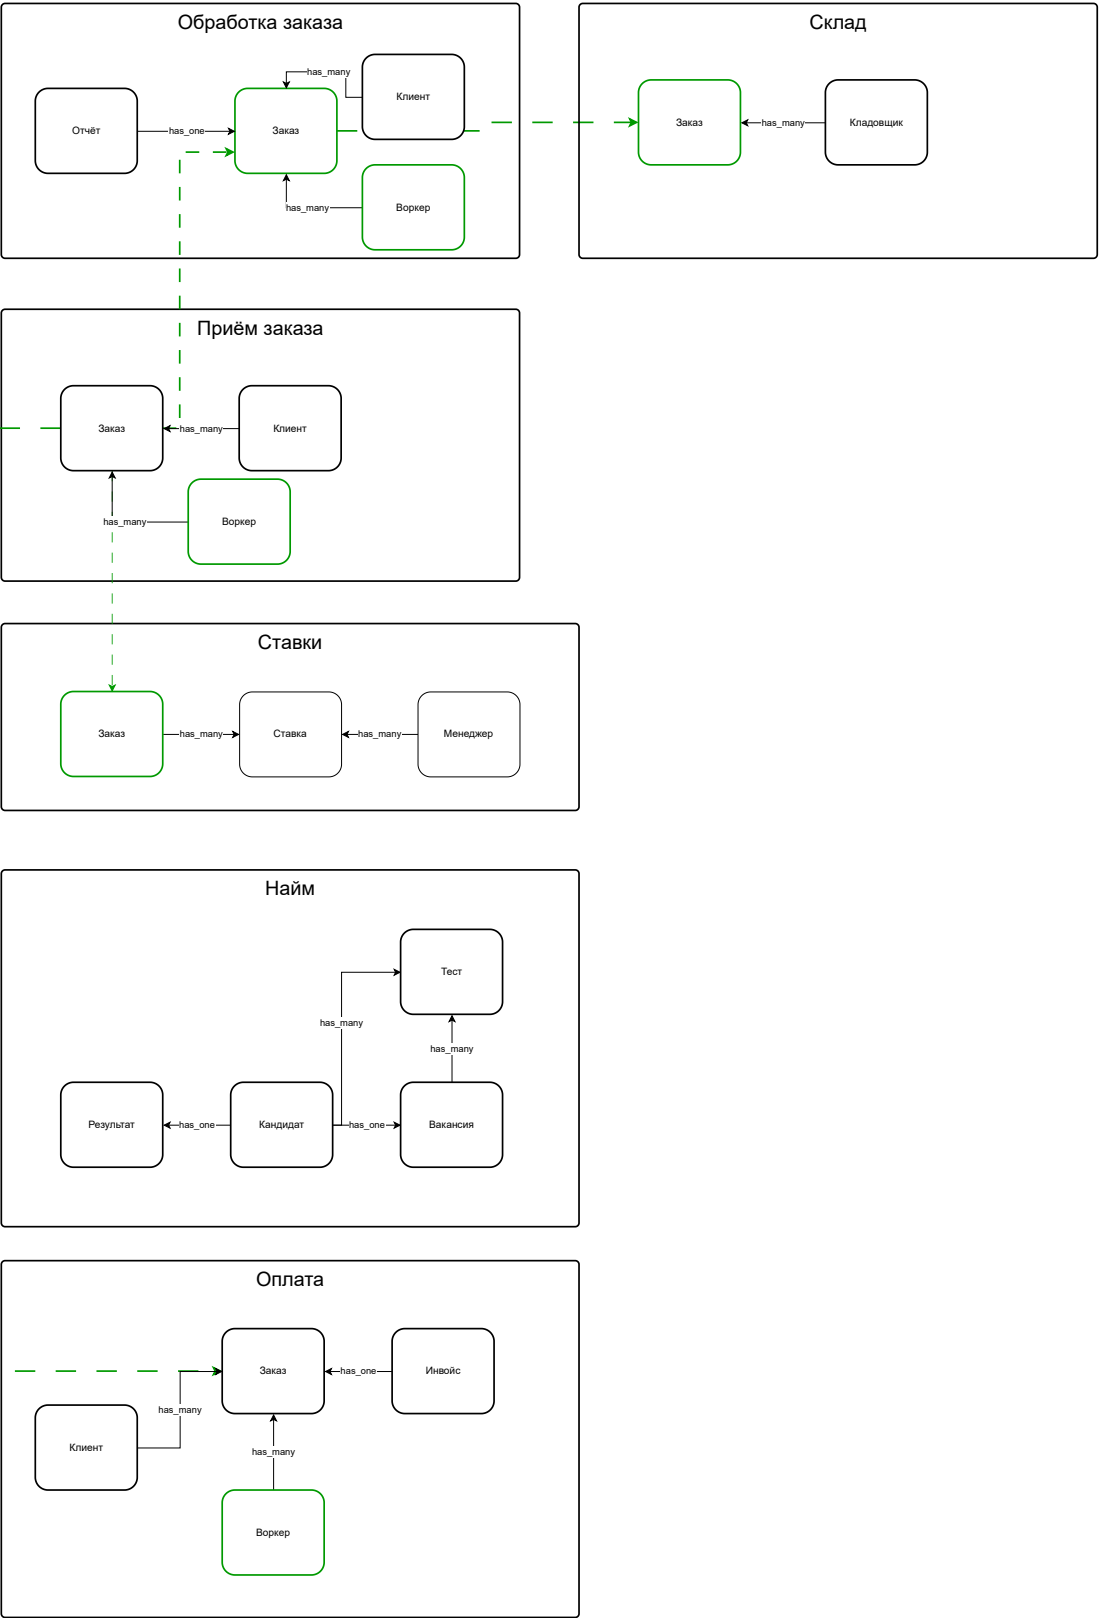 Обработка заказа
Склад
has_many
Клиент
Отчёт
has_one
Заказ
has_many
Воркер
Заказ
has_many
Кладовщик
Приём заказа
Заказ
has_many
Клиент
has_many
Воркер
Ставки
Заказ
has_many
Ставка
has_many
Менеджер
Найм
Тест
has_many
has_many
Результат
has_one
Кандидат
has_one
Вакансия
Оплата
Заказ
has_one
Инвойс
has_many
Клиент
has_many
Воркер